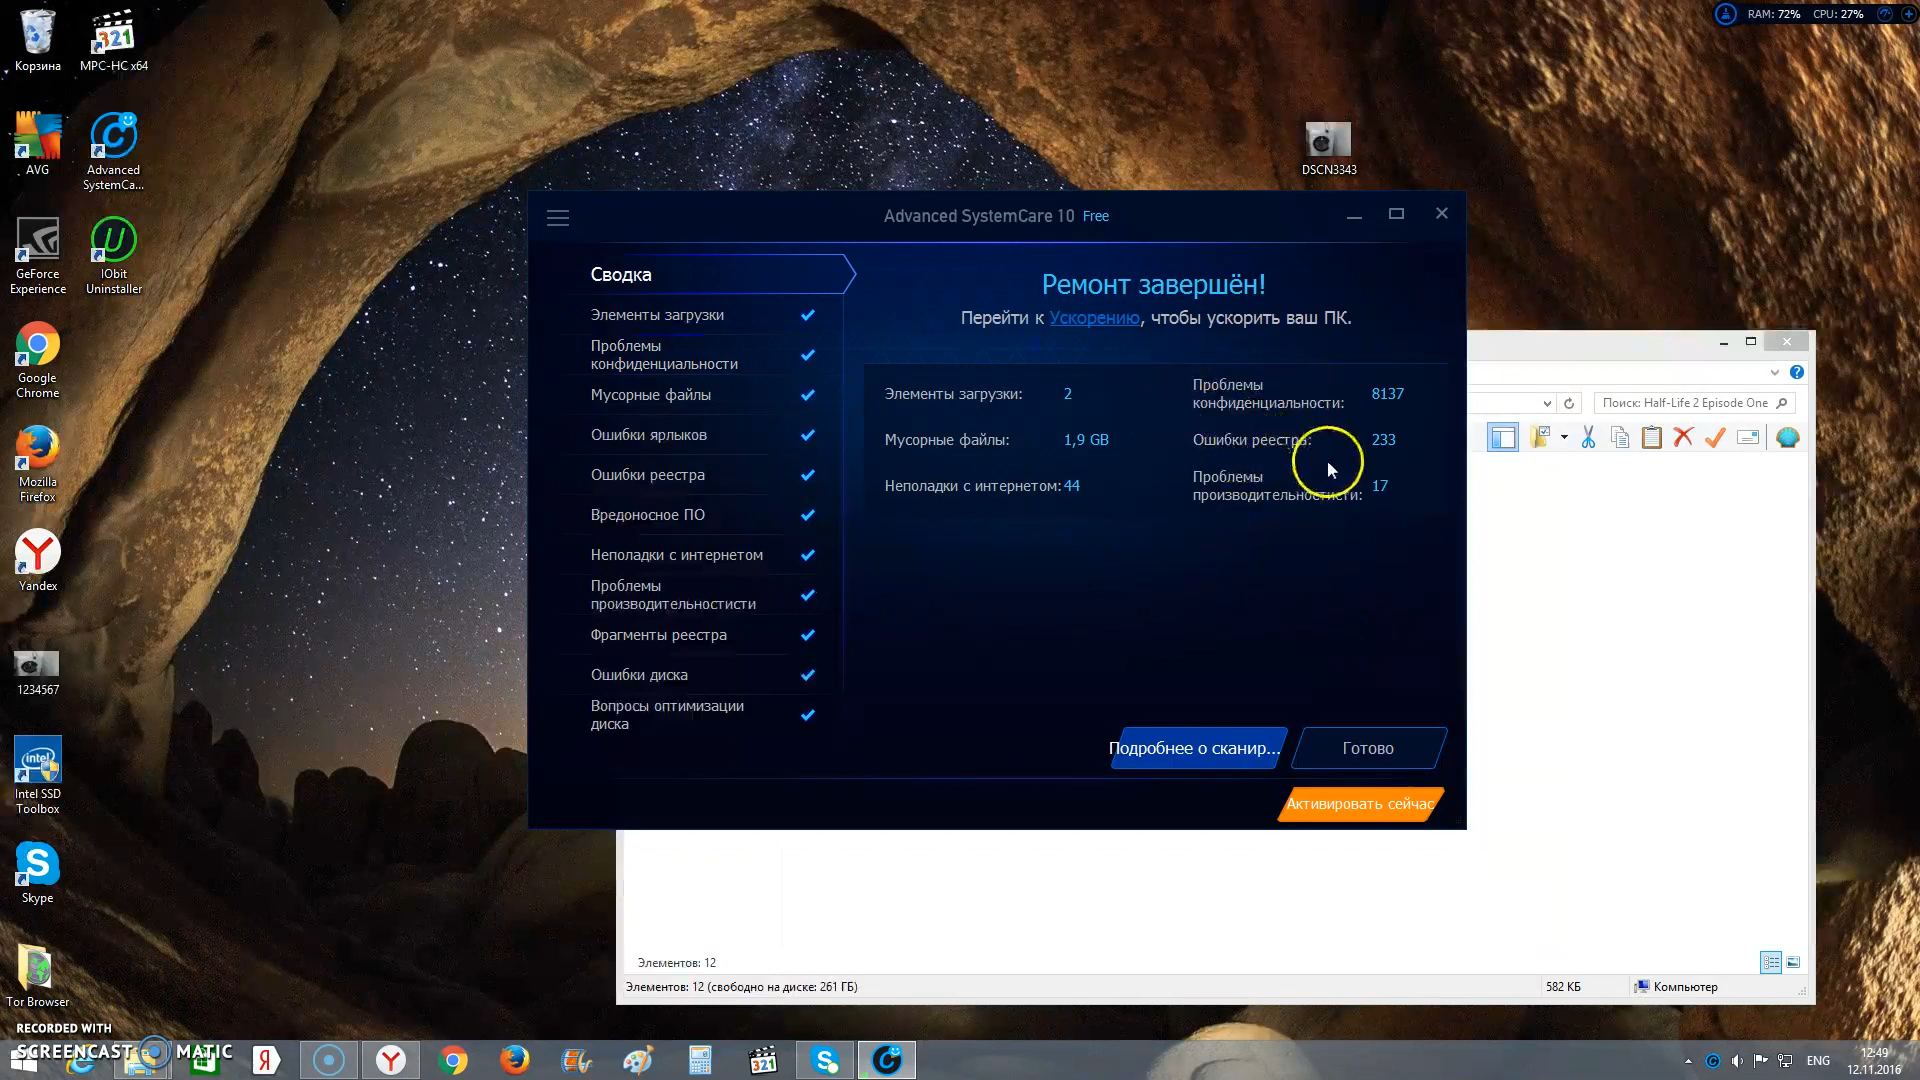 Корзина
MPC-HC x64
AVG
Advanced
SystemCa...
GeForce
Experience
IObit
Uninstaller
Google
Chrome
Mozilla
Firefox
Yandex
1234567
Intel SSD
Toolbox
Skype
Tor Browser
RAM: 72% CPU: 27%
DSCN3343
Advanced SystemCare 10 Free
Сводка
Элементы загрузки
Проблемы
конфиденциальности
Мусорные файлы
Ошибки ярлыков
Ошибки реестра
Вредоносное ПО
Неполадки с интернетом
Проблемы
производительностисти
Фрагменты реестра
Ошибки диска
Вопросы оптимизации
диска
Ремонт завершён!
Перейти к Ускорению, чтобы ускорить ваш ПК.
Элементы загрузки: 2
Проблемы
конфиденциальности: 8137
Мусорные файлы: 1,9 GB
Ошибки реестра: 233
Неполадки с интернетом: 44
Проблемы
производительностисти: 17
Подробнее о сканир...
Готово
Активировать сейчас
Поиск: Half-Life 2 Episode One
Элементов: 12
Элементов: 12 (свободно на диске: 261 ГБ)
582 КБ
Компьютер
RECORDED WITH
SCREENCAST MATIC
ENG
12:49
12.11.2016